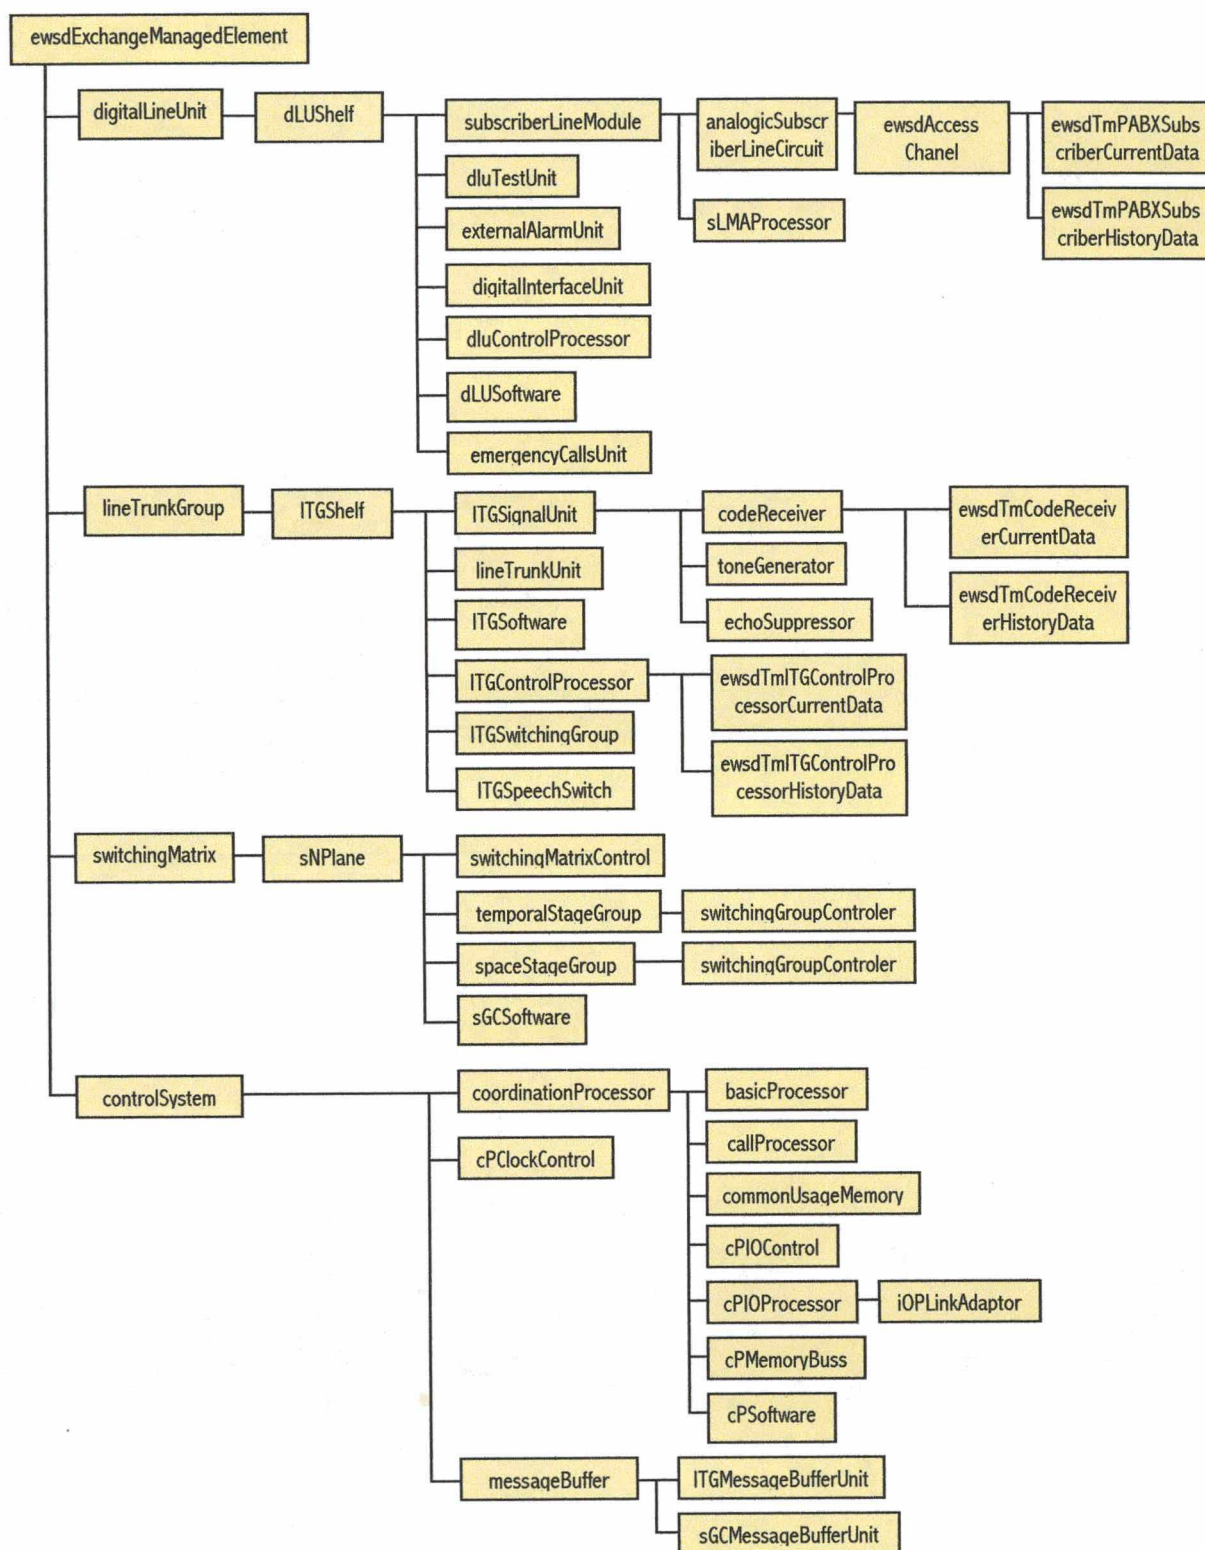 ewsdExchangeManagedElement
digitalLineUnit
dLUShelf
subscriberLineModule
analogicSubscr
iberLineCircuit
ewsdAccess
Chanel
ewsdTmPABXSubs
criberCurrentData
dluTestUnit
externalAlarmUnit
sLMAProcessor
ewsdTmPABXSubs
criberHistoryData
digitalInterfaceUnit
dluControlProcessor
dLUSoftware
emergencyCallsUnit
lineTrunkGroup
lTGShelf
lTGSignalUnit
codeReceiver
ewsdTmCodeReceiv
erCurrentData
lineTrunkUnit
toneGenerator
ewsdTmCodeReceiv
erHistoryData
lTGSoftware
echoSuppressor
lTGControlProcessor
ewsdTmlTGControlPro
cessorCurrentData
lTGSwitchingGroup
ewsdTmlTGControlPro
cessorHistoryData
lTGSpeechSwitch
switchingMatrix
sNPlane
switchingMatrixControl
temporalStageGroup
switchingGroupControler
spaceStageGroup
switchingGroupControler
sGCSoftware
controlSystem
coordinationProcessor
basicProcessor
cPClockControl
callProcessor
commonUsageMemory
cPIOControl
cPIOProcessor
iOPLinkAdaptor
cPMemoryBuss
cPSoftware
messageBuffer
lTGMessageBufferUnit
sGCMessageBufferUnit